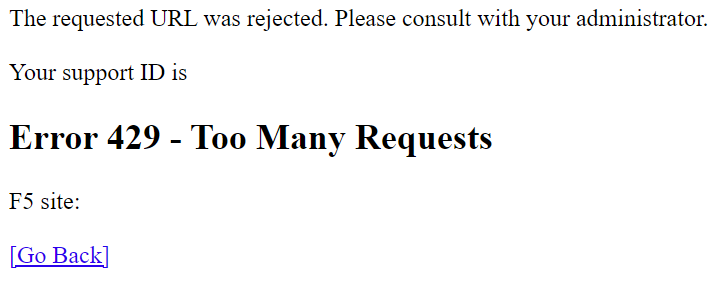 The requested URL was rejected. Please consult with your administrator.
Your support ID is
Error 429 - Too Many Requests
F5 site:
[Go Back]